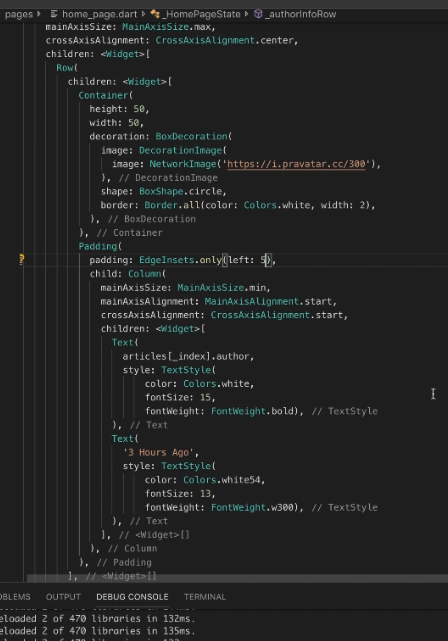 pages › home_page.dart › _HomePageState › _authorInfoRow
mainAxisSize: MainAxisSize.max,
crossAxisAlignment: CrossAxisAlignment.center,
children: <Widget>[
Row(
children: <Widget>[
Container(
height: 50,
width: 50,
decoration: BoxDecoration(
image: DecorationImage(
image: NetworkImage('https://i.pravatar.cc/300'),
), // DecorationImage
shape: BoxShape.circle,
border: Border.all(color: Colors.white, width: 2),
), // BoxDecoration
), // Container
Padding(
padding: EdgeInsets.only(left: 5),
child: Column(
mainAxisSize: MainAxisSize.min,
mainAxisAlignment: MainAxisAlignment.start,
crossAxisAlignment: CrossAxisAlignment.start,
children: <Widget>[
Text(
articles[_index].author,
style: TextStyle(
color: Colors.white,
fontSize: 15,
fontWeight: FontWeight.bold), // TextStyle
), // Text
Text(
'3 Hours Ago',
style: TextStyle(
color: Colors.white54,
fontSize: 13,
fontWeight: FontWeight.w300), // TextStyle
), // Text
], // <Widget>[]
), // Column
), // Padding
], // <Widget>[]
OBLEMS OUTPUT DEBUG CONSOLE TERMINAL
eloaded 2 of 470 libraries in 132ms.
eloaded 2 of 470 libraries in 135ms.